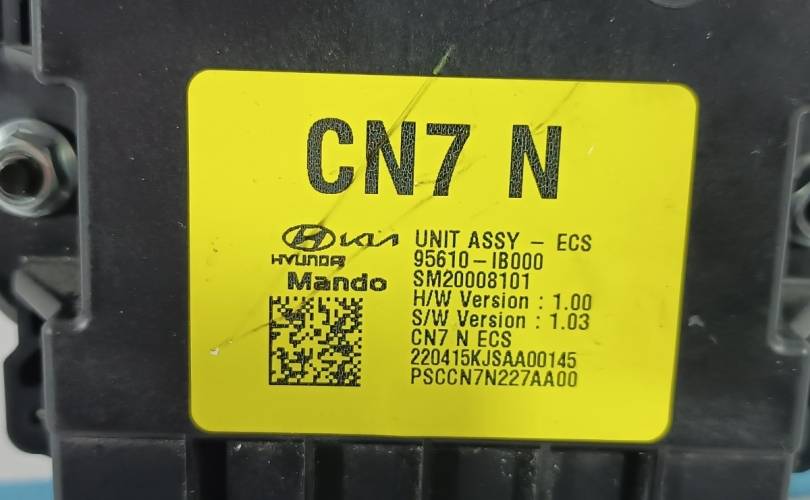 CN7 N
HYUNDAI KIA
Mando
UNIT ASSY - ECS
95610-IB000
SM20008101
H/W Version : 1.00
S/W Version : 1.03
CN7 N ECS
220415KJSAA00145
PSCCN7N227AA00